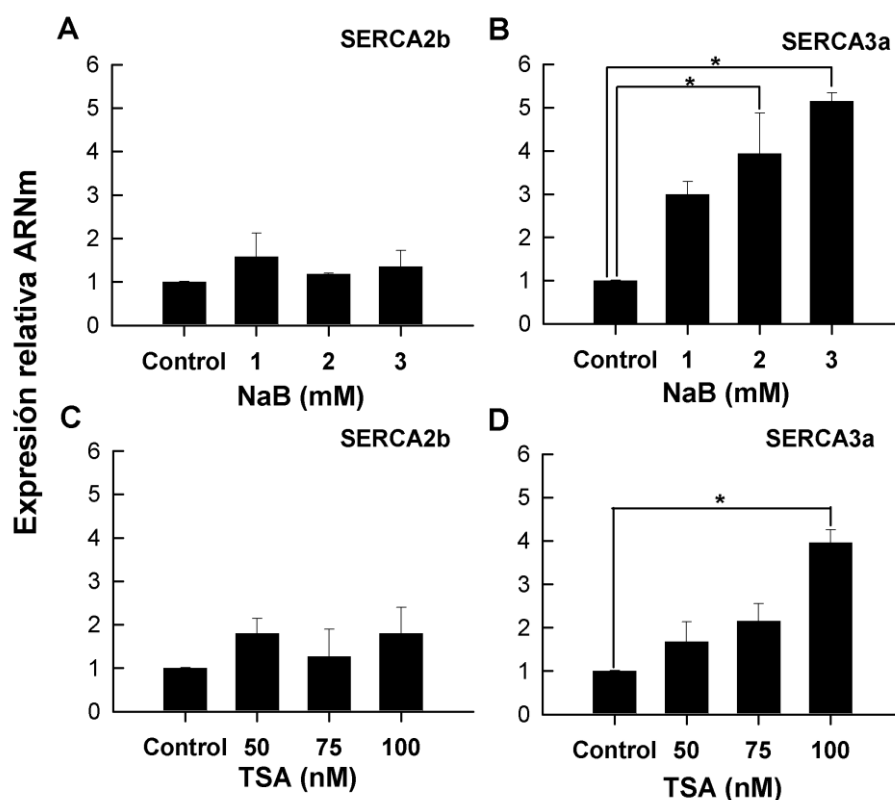 Expresión relativa ARNm
A
SERCA2b
6
5
4
3
2
1
0
Control 1 2 3
NaB (mM)
B
SERCA3a
6
5
4
3
2
1
0
*
*
Control 1 2 3
NaB (mM)
C
SERCA2b
6
5
4
3
2
1
0
Control 50 75 100
TSA (nM)
D
SERCA3a
6
5
4
3
2
1
0
*
Control 50 75 100
TSA (nM)